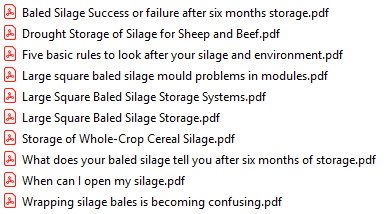 Baled Silage Success or failure after six months storage.pdf
Drought Storage of Silage for Sheep and Beef.pdf
Five basic rules to look after your silage and environment.pdf
Large square baled silage mould problems in modules.pdf
Large Square Baled Silage Storage Systems.pdf
Large Square Baled Silage Storage.pdf
Storage of Whole-Crop Cereal Silage.pdf
What does your baled silage tell you after six months of storage.pdf
When can I open my silage.pdf
Wrapping silage bales is becoming confusing.pdf